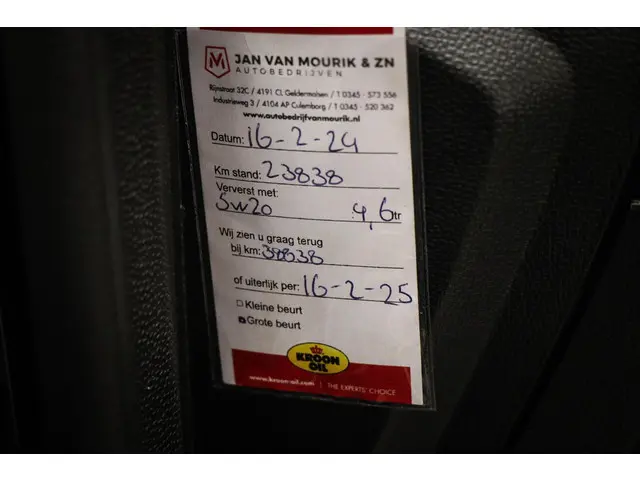 JAN VAN MOURIK & ZN
AUTOBEDRIJVEN
Rijnstraat 32C / 4191 CL Geldermalsen / T 0345 - 573 556
Industrieweg 3 / 4104 AP Culemborg / T 0345 - 520 362
www.autobedrijfvanmourik.nl
Datum: 16-2-24
Km stand: 23838
Ververst met:
5w20 4,6 ltr
Wij zien u graag terug
bij km: 38838
of uiterlijk per: 16-2-25
Kleine beurt
Grote beurt
KROON
OIL
www.kroon-oil.com | THE EXPERTS' CHOICE